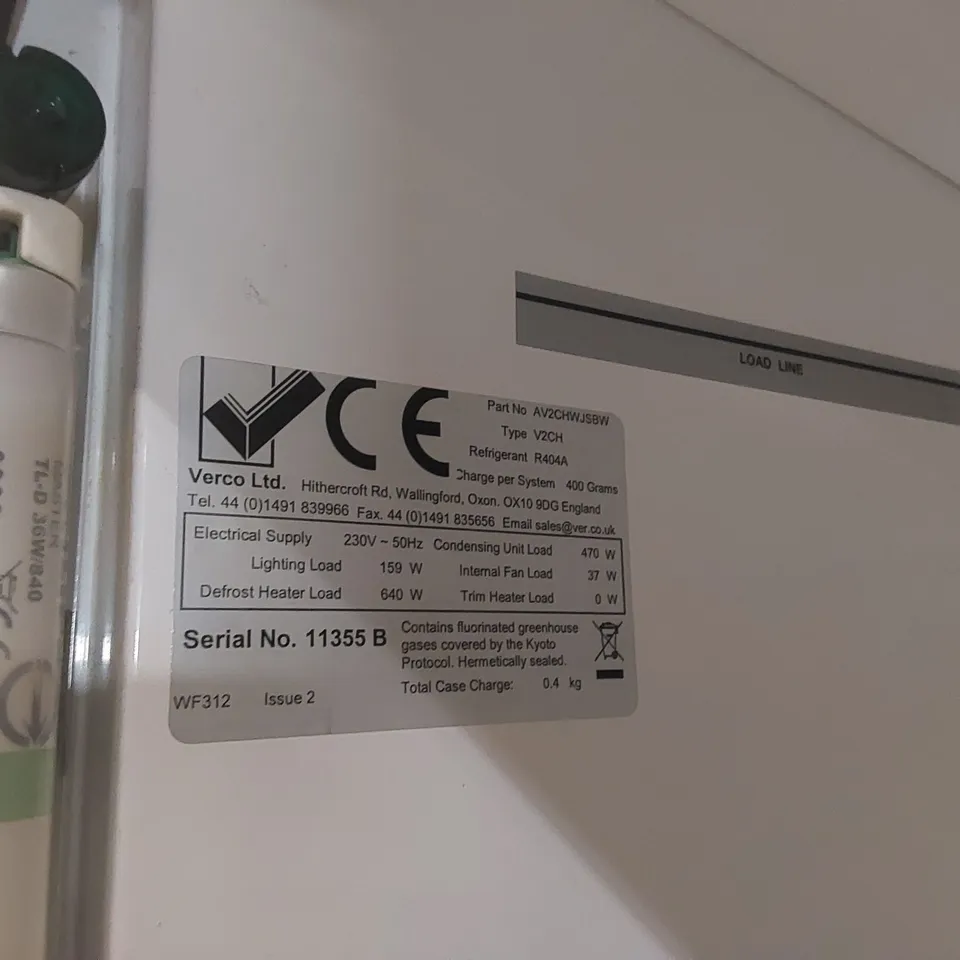 LOAD LINE
CE
Part No AV2CHWJSBW
Type V2CH
Refrigerant R404A
Charge per System 400 Grams
Verco Ltd. Hithercroft Rd, Wallingford, Oxon. OX10 9DG England
Tel. 44 (0)1491 839966 Fax. 44 (0)1491 835656 Email sales@ver.co.uk
Electrical Supply 230V ~ 50Hz Condensing Unit Load 470 W
Lighting Load 159 W Internal Fan Load 37 W
Defrost Heater Load 640 W Trim Heater Load 0 W
Serial No. 11355 B
Contains fluorinated greenhouse
gases covered by the Kyoto
Protocol. Hermetically sealed.
Total Case Charge: 0.4 kg
WF312 Issue 2
MASTER
TL-D 36W/840